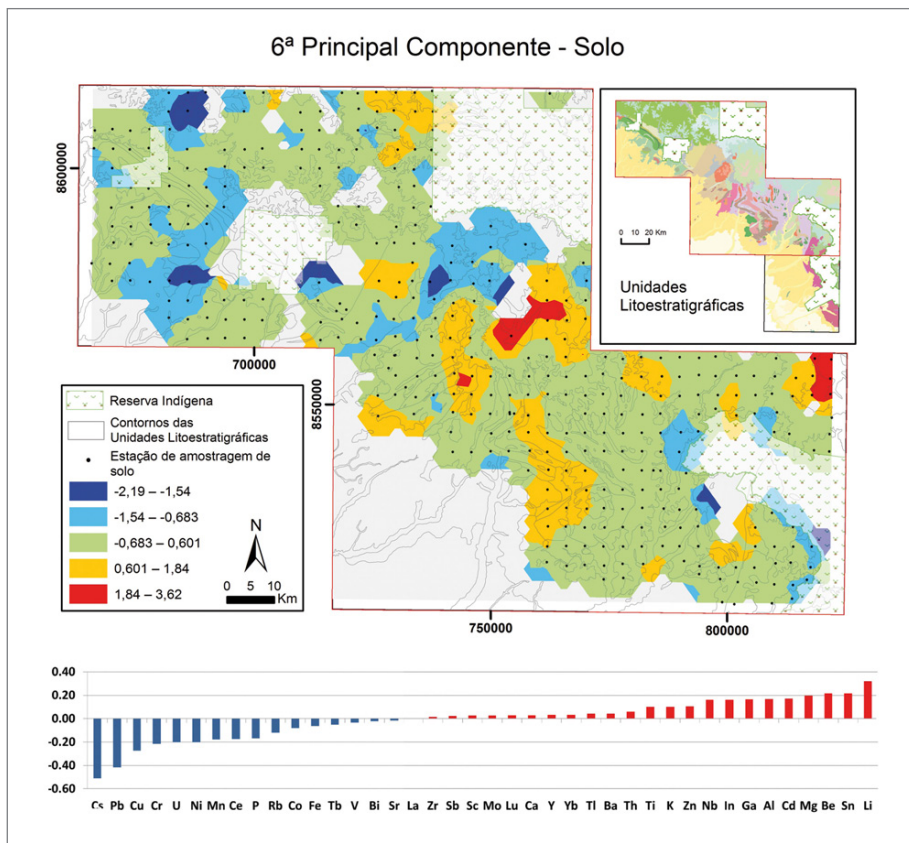 6ª Principal Componente - Solo
8600000
0 10 20 Km
Unidades
Litoestratigráficas
700000
8550000
Reserva Indígena
Contornos das
Unidades Litoestratigráficas
Estação de amostragem de
solo
-2,19 – -1,54
-1,54 – -0,683
-0,683 – 0,601
0,601 – 1,84
1,84 – 3,62
N
0 5 10
Km
750000
800000
0.40
0.20
0.00
-0.20
-0.40
-0.60
Cs Pb Cu Cr U Ni Mn Ce P Rb Co Fe Tb V Bi Sr La Zr Sb Sc Mo Lu Ca Y Yb Tl Ba Th Ti K Zn Nb In Ga Al Cd Mg Be Sn Li